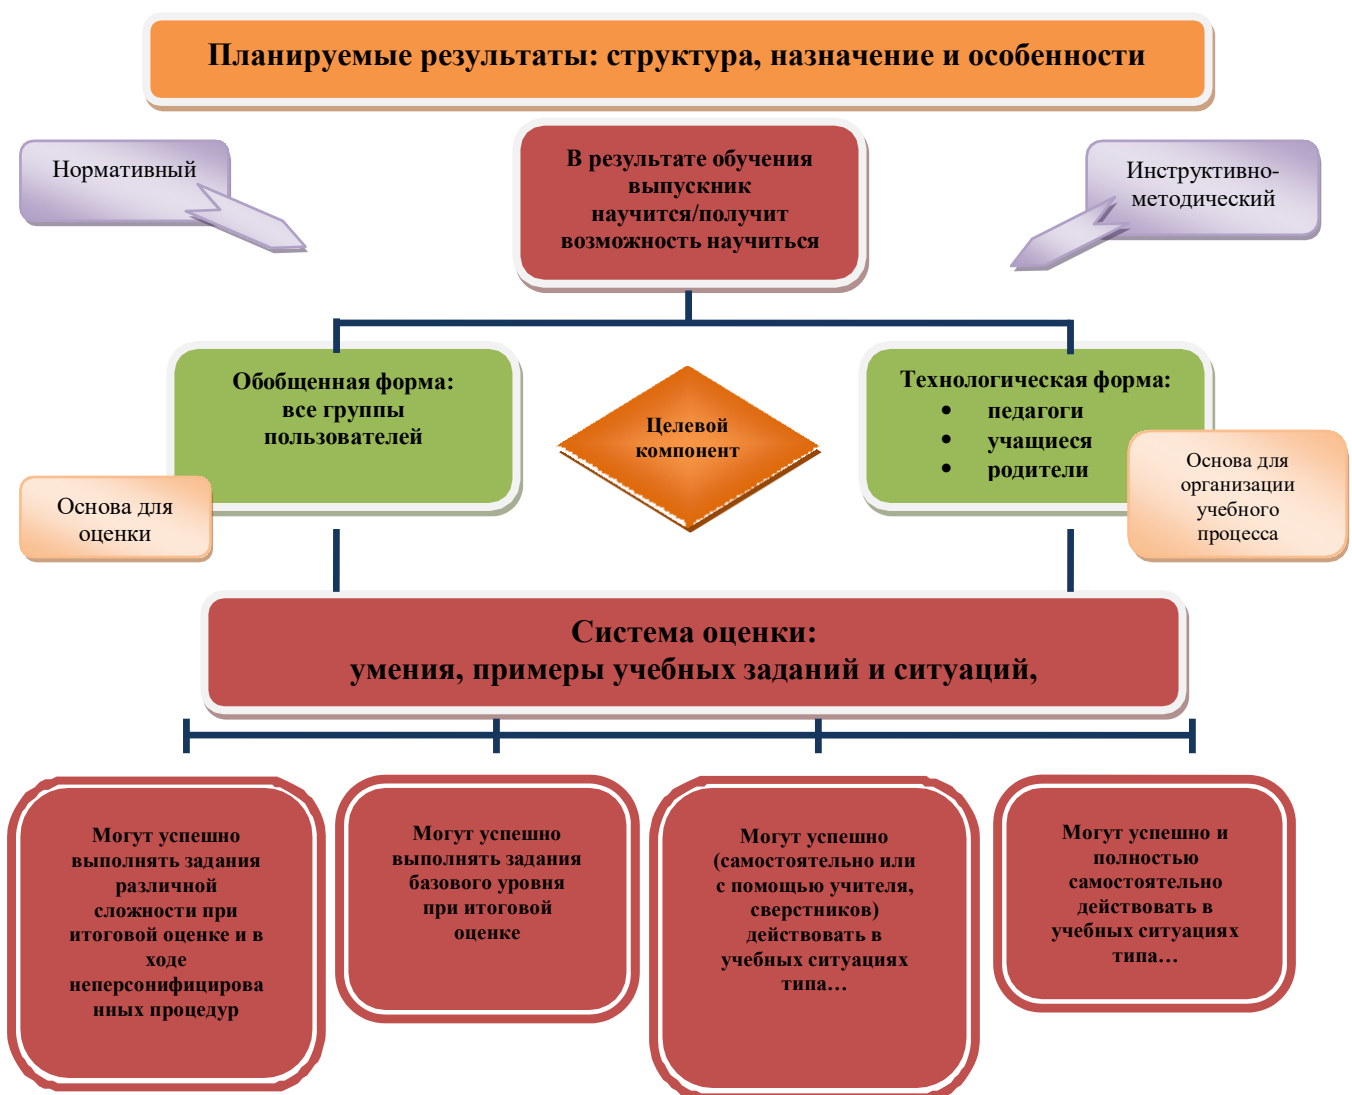 Планируемые результаты: структура, назначение и особенности
Нормативный
В результате обучения
выпускник
научится/получит
возможность научиться
Инструктивно-
методический
Обобщенная форма:
все группы
пользователей
Целевой
компонент
Технологическая форма:
• педагоги
• учащиеся
• родители
Основа для
оценки
Основа для
организации
учебного
процесса
Система оценки:
умения, примеры учебных заданий и ситуаций,
Могут успешно
выполнять задания
различной
сложности при
итоговой оценке и в
ходе
неперсонифицирова
нных процедур
Могут успешно
выполнять задания
базового уровня
при итоговой
оценке
Могут успешно
(самостоятельно или
с помощью учителя,
сверстников)
действовать в
учебных ситуациях
типа…
Могут успешно и
полностью
самостоятельно
действовать в
учебных ситуациях
типа…